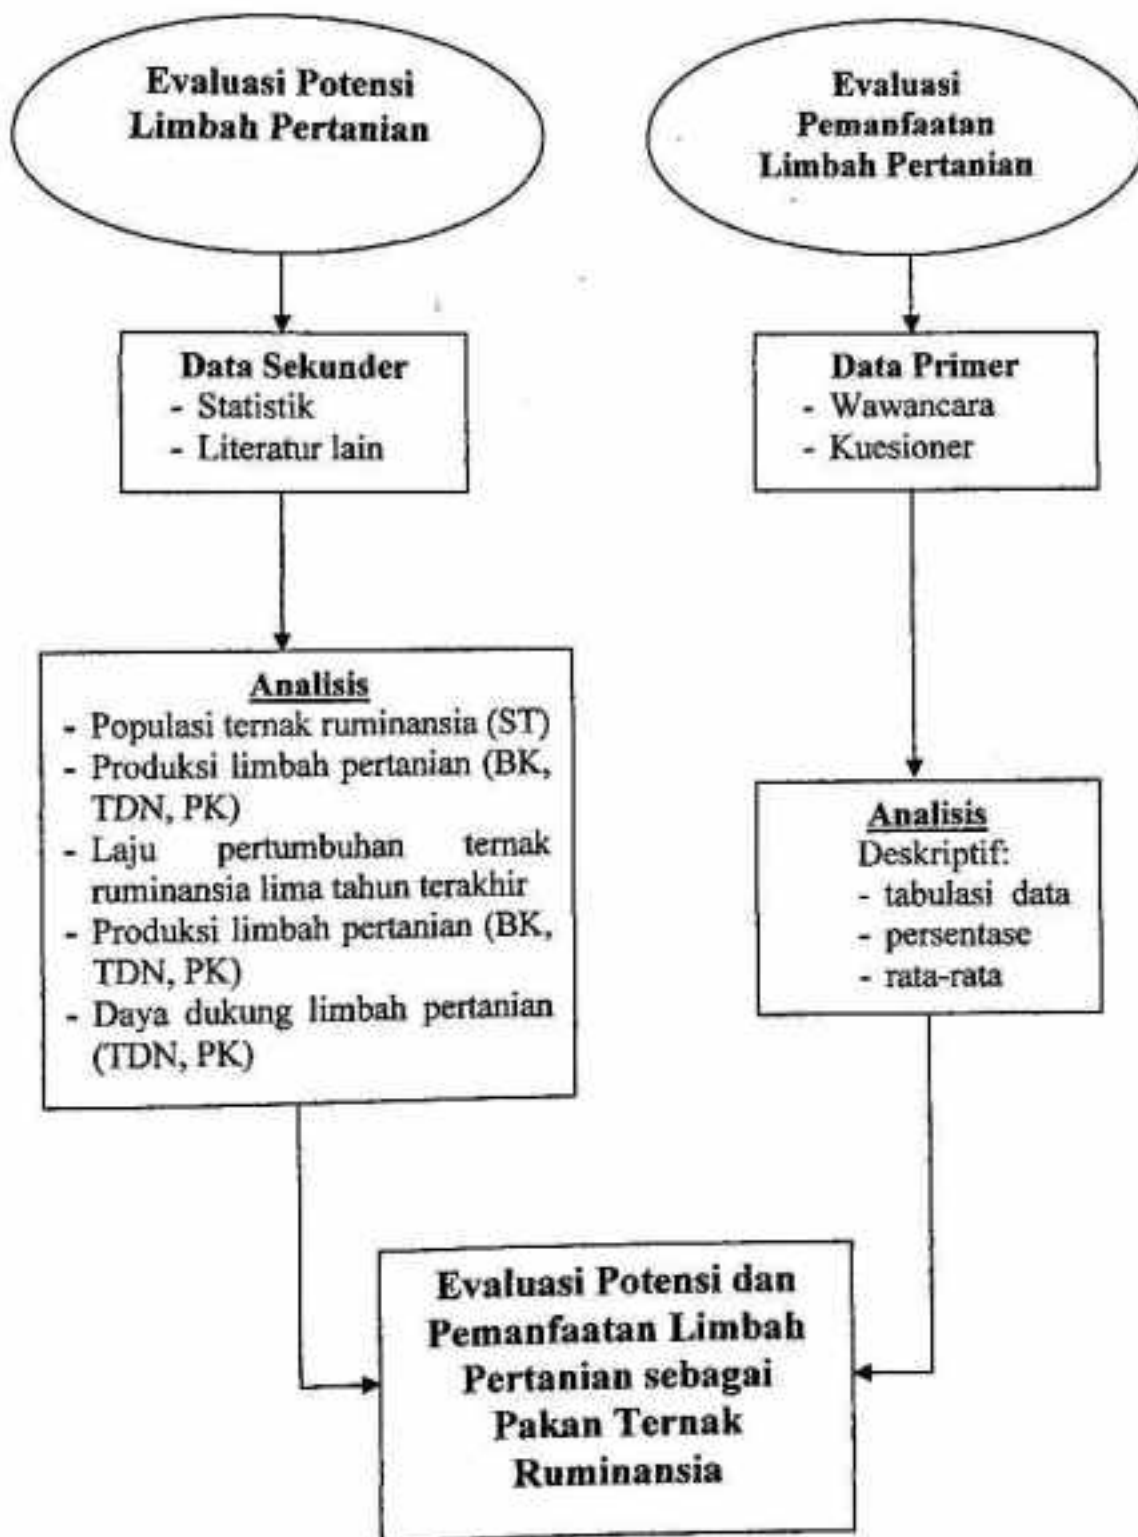 Evaluasi Potensi
Limbah Pertanian
Evaluasi
Pemanfaatan
Limbah Pertanian
Data Sekunder
- Statistik
- Literatur lain
Data Primer
- Wawancara
- Kuesioner
Analisis
- Populasi ternak ruminansia (ST)
- Produksi limbah pertanian (BK,
TDN, PK)
- Laju pertumbuhan ternak
ruminansia lima tahun terakhir
- Produksi limbah pertanian (BK,
TDN, PK)
- Daya dukung limbah pertanian
(TDN, PK)
Analisis
Deskriptif:
- tabulasi data
- persentase
- rata-rata
Evaluasi Potensi dan
Pemanfaatan Limbah
Pertanian sebagai
Pakan Ternak
Ruminansia